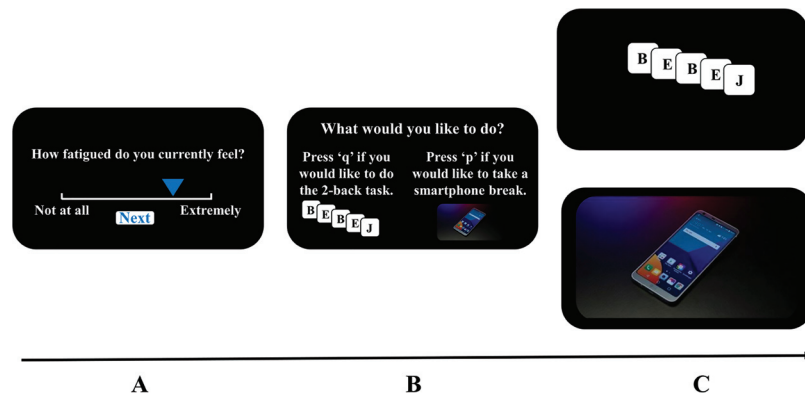 How fatigued do you currently feel?
Not at all
Next
Extremely
What would you like to do?
Press ‘q’ if you
would like to do
the 2-back task.
B E B E J
Press ‘p’ if you
would like to take a
smartphone break.
B E B E J
A B C